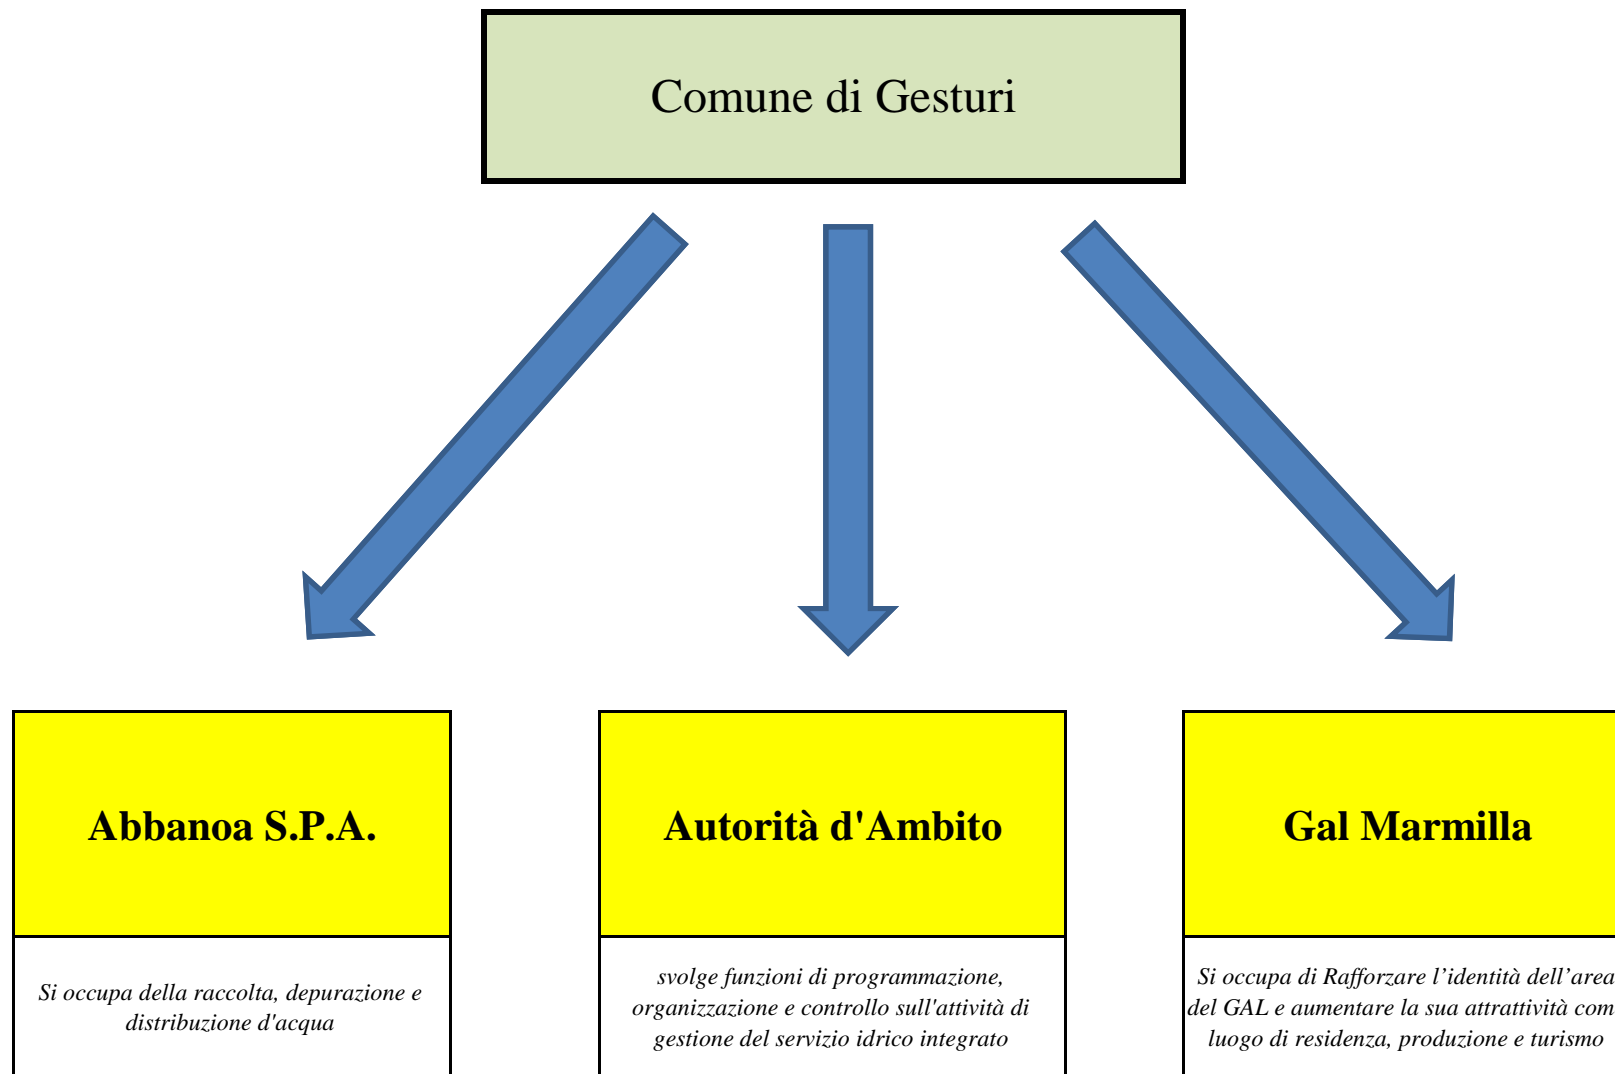 Comune di Gesturi
Abbanoa S.P.A.
Si occupa della raccolta, depurazione e
distribuzione d'acqua
Autorità d'Ambito
svolge funzioni di programmazione,
organizzazione e controllo sull'attività di
gestione del servizio idrico integrato
Gal Marmilla
Si occupa di Rafforzare l’identità dell’area
del GAL e aumentare la sua attrattività com
luogo di residenza, produzione e turismo